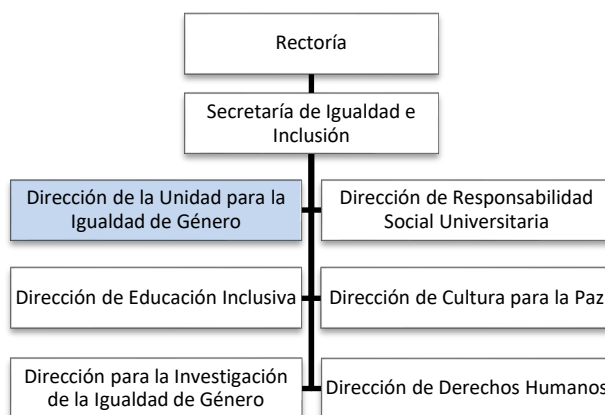 Rectoría
Secretaría de Igualdad e
Inclusión
Dirección de la Unidad para la
Igualdad de Género
Dirección de Responsabilidad
Social Universitaria
Dirección de Educación Inclusiva
Dirección de Cultura para la Paz
Dirección para la Investigación
de la Igualdad de Género
Dirección de Derechos Humanos